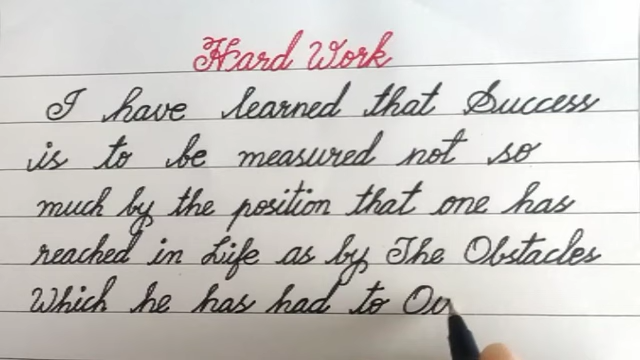 Hard Work
I have learned that Success
is to be measured not so
much by the position that one has
reached in Life as by The Obstacles
Which he has had to Ov